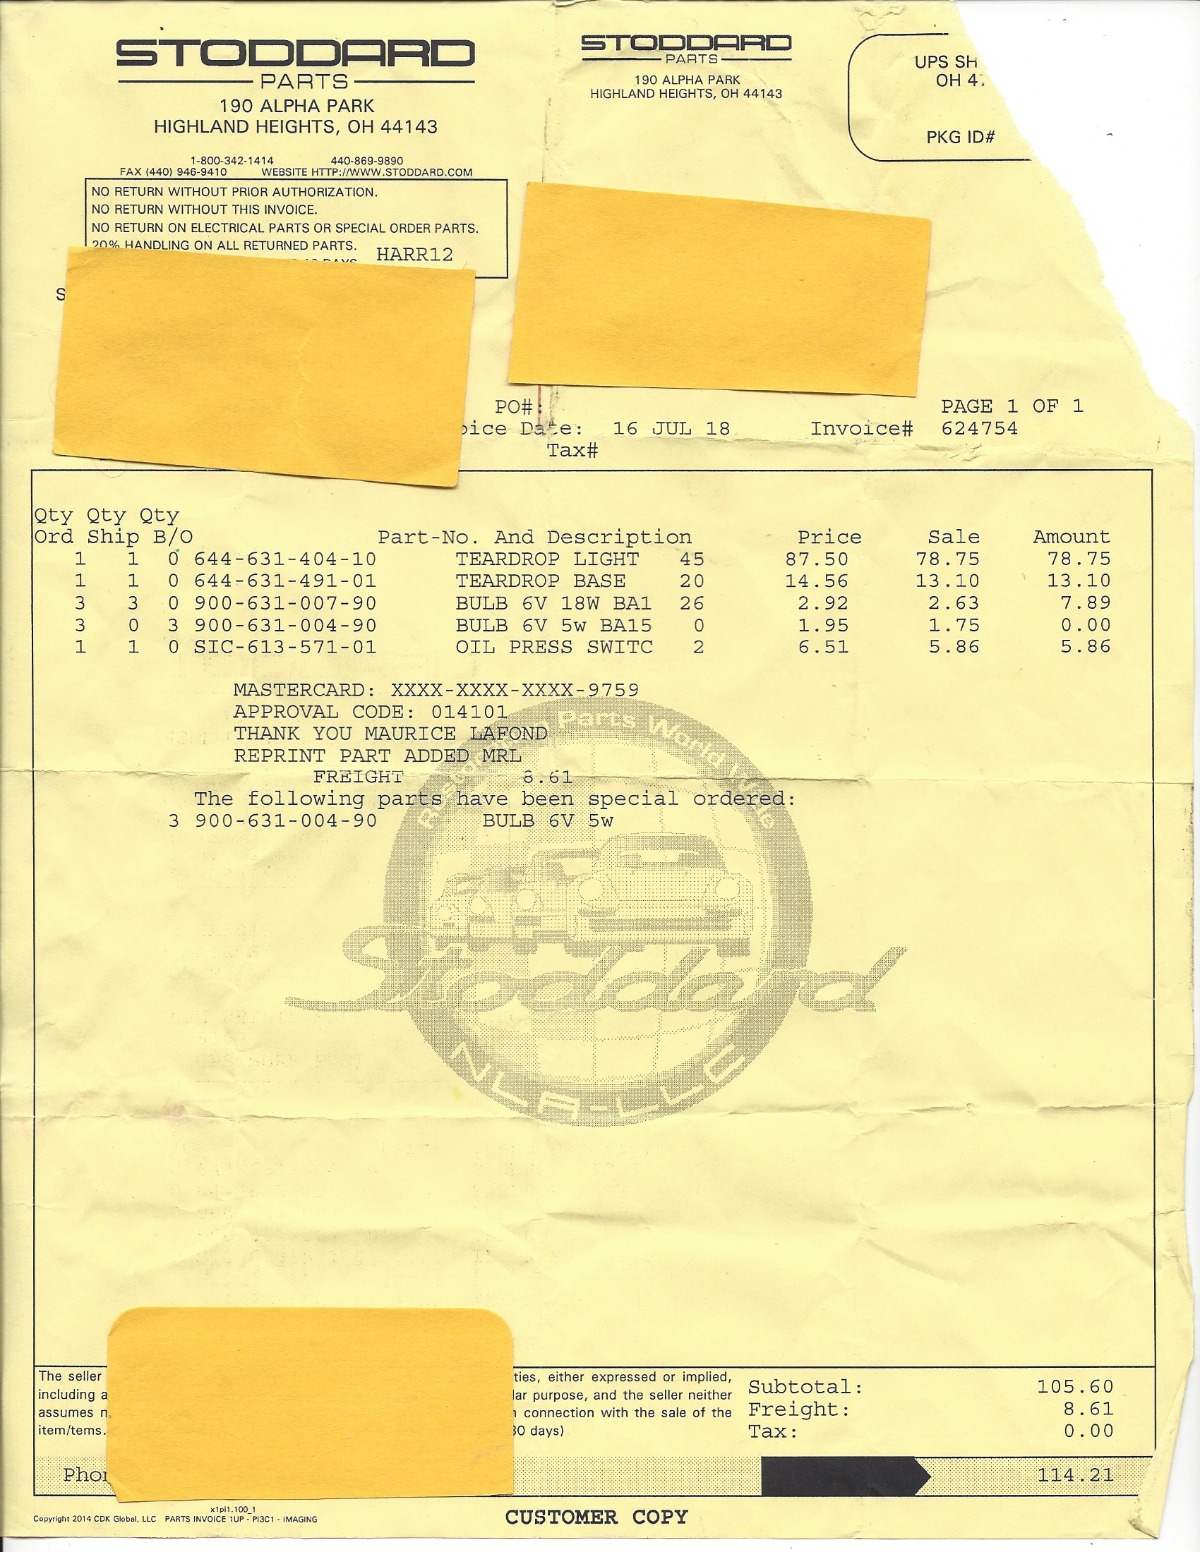 STODDARD
PARTS
190 ALPHA PARK
HIGHLAND HEIGHTS, OH 44143
1-800-342-1414 440-869-9890
FAX (440) 946-9410 WEBSITE HTTP://WWW.STODDARD.COM
NO RETURN WITHOUT PRIOR AUTHORIZATION.
NO RETURN WITHOUT THIS INVOICE.
NO RETURN ON ELECTRICAL PARTS OR SPECIAL ORDER PARTS.
20% HANDLING ON ALL RETURNED PARTS.
DAYS HARR12
STODDARD
PARTS
190 ALPHA PARK
HIGHLAND HEIGHTS, OH 44143
UPS SH
OH 4
PKG ID#
S
PO#: PAGE 1 OF 1
oice Date: 16 JUL 18 Invoice# 624754
Tax#
Qty Qty Qty
Ord Ship B/O Part-No. And Description Price Sale Amount
1 1 0 644-631-404-10 TEARDROP LIGHT 45 87.50 78.75 78.75
1 1 0 644-631-491-01 TEARDROP BASE 20 14.56 13.10 13.10
3 3 0 900-631-007-90 BULB 6V 18W BA1 26 2.92 2.63 7.89
3 0 3 900-631-004-90 BULB 6V 5w BA15 0 1.95 1.75 0.00
1 1 0 SIC-613-571-01 OIL PRESS SWITC 2 6.51 5.86 5.86
MASTERCARD: XXXX-XXXX-XXXX-9759
APPROVAL CODE: 014101
THANK YOU MAURICE LAFOND
REPRINT PART ADDED MRL
FREIGHT 8.61
The following parts have been special ordered:
3 900-631-004-90 BULB 6V 5w
Restoration Parts World Wide
Stoddard
NLA-LLC
The seller ties, either expressed or implied,
including a lar purpose, and the seller neither
assumes n connection with the sale of the
item/tems. 30 days)
Subtotal: 105.60
Freight: 8.61
Tax: 0.00
Phon 114.21
x1pi1.100_1
Copyright 2014 CDK Global, LLC PARTS INVOICE 1UP - PI3C1 - IMAGING
CUSTOMER COPY